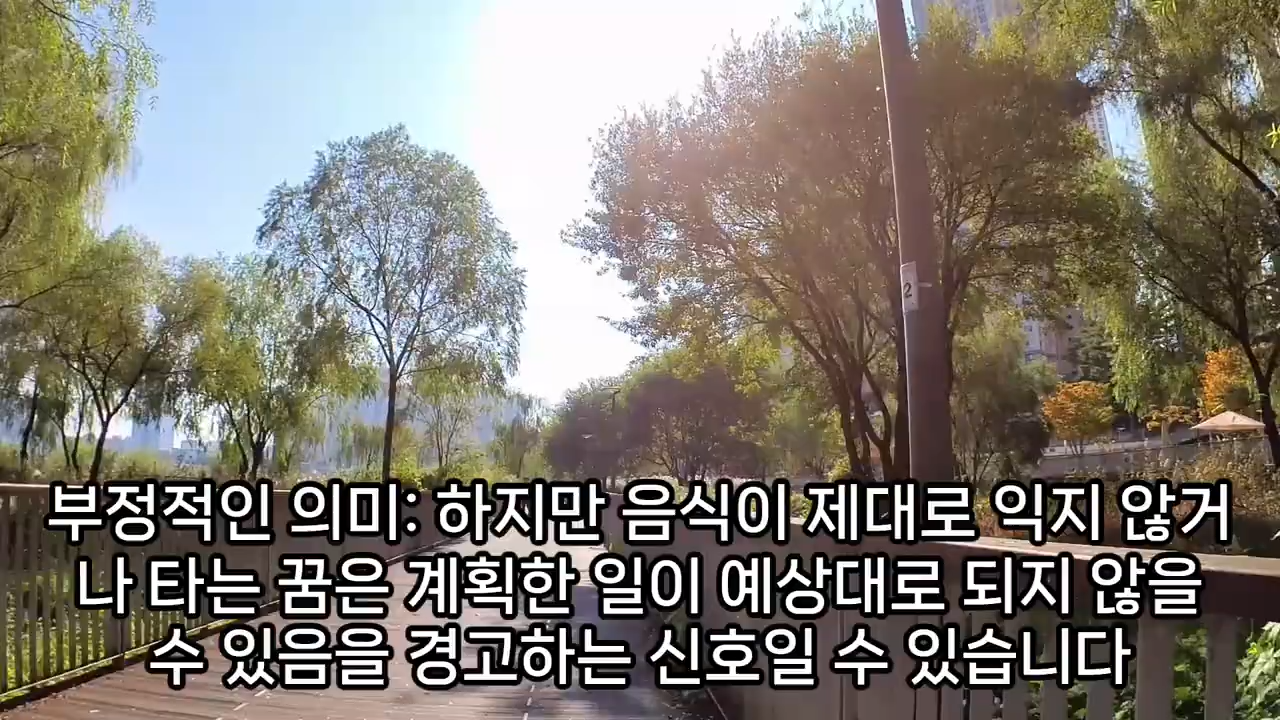 2
부정적인 의미: 하지만 음식이 제대로 익지 않거
나 타는 꿈은 계획한 일이 예상대로 되지 않을
수 있음을 경고하는 신호일 수 있습니다